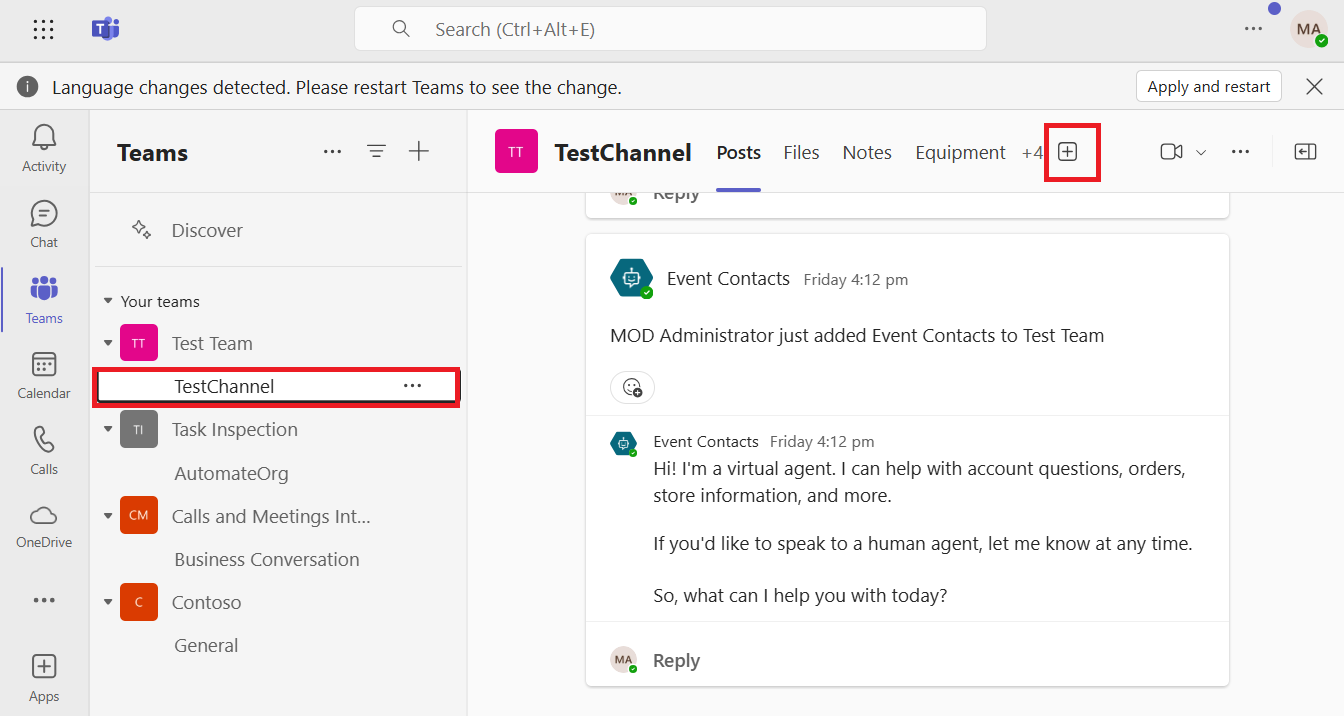 Search (Ctrl+Alt+E)
MA
Language changes detected. Please restart Teams to see the change.
Apply and restart
Activity
Chat
Teams
Calendar
Calls
OneDrive
Apps
Teams
Discover
Your teams
TT Test Team
TestChannel
TI Task Inspection
AutomateOrg
CM Calls and Meetings Int...
Business Conversation
C Contoso
General
TT TestChannel Posts Files Notes Equipment +4
MA Reply
Event Contacts Friday 4:12 pm
MOD Administrator just added Event Contacts to Test Team
Event Contacts Friday 4:12 pm
Hi! I'm a virtual agent. I can help with account questions, orders,
store information, and more.
If you'd like to speak to a human agent, let me know at any time.
So, what can I help you with today?
MA Reply